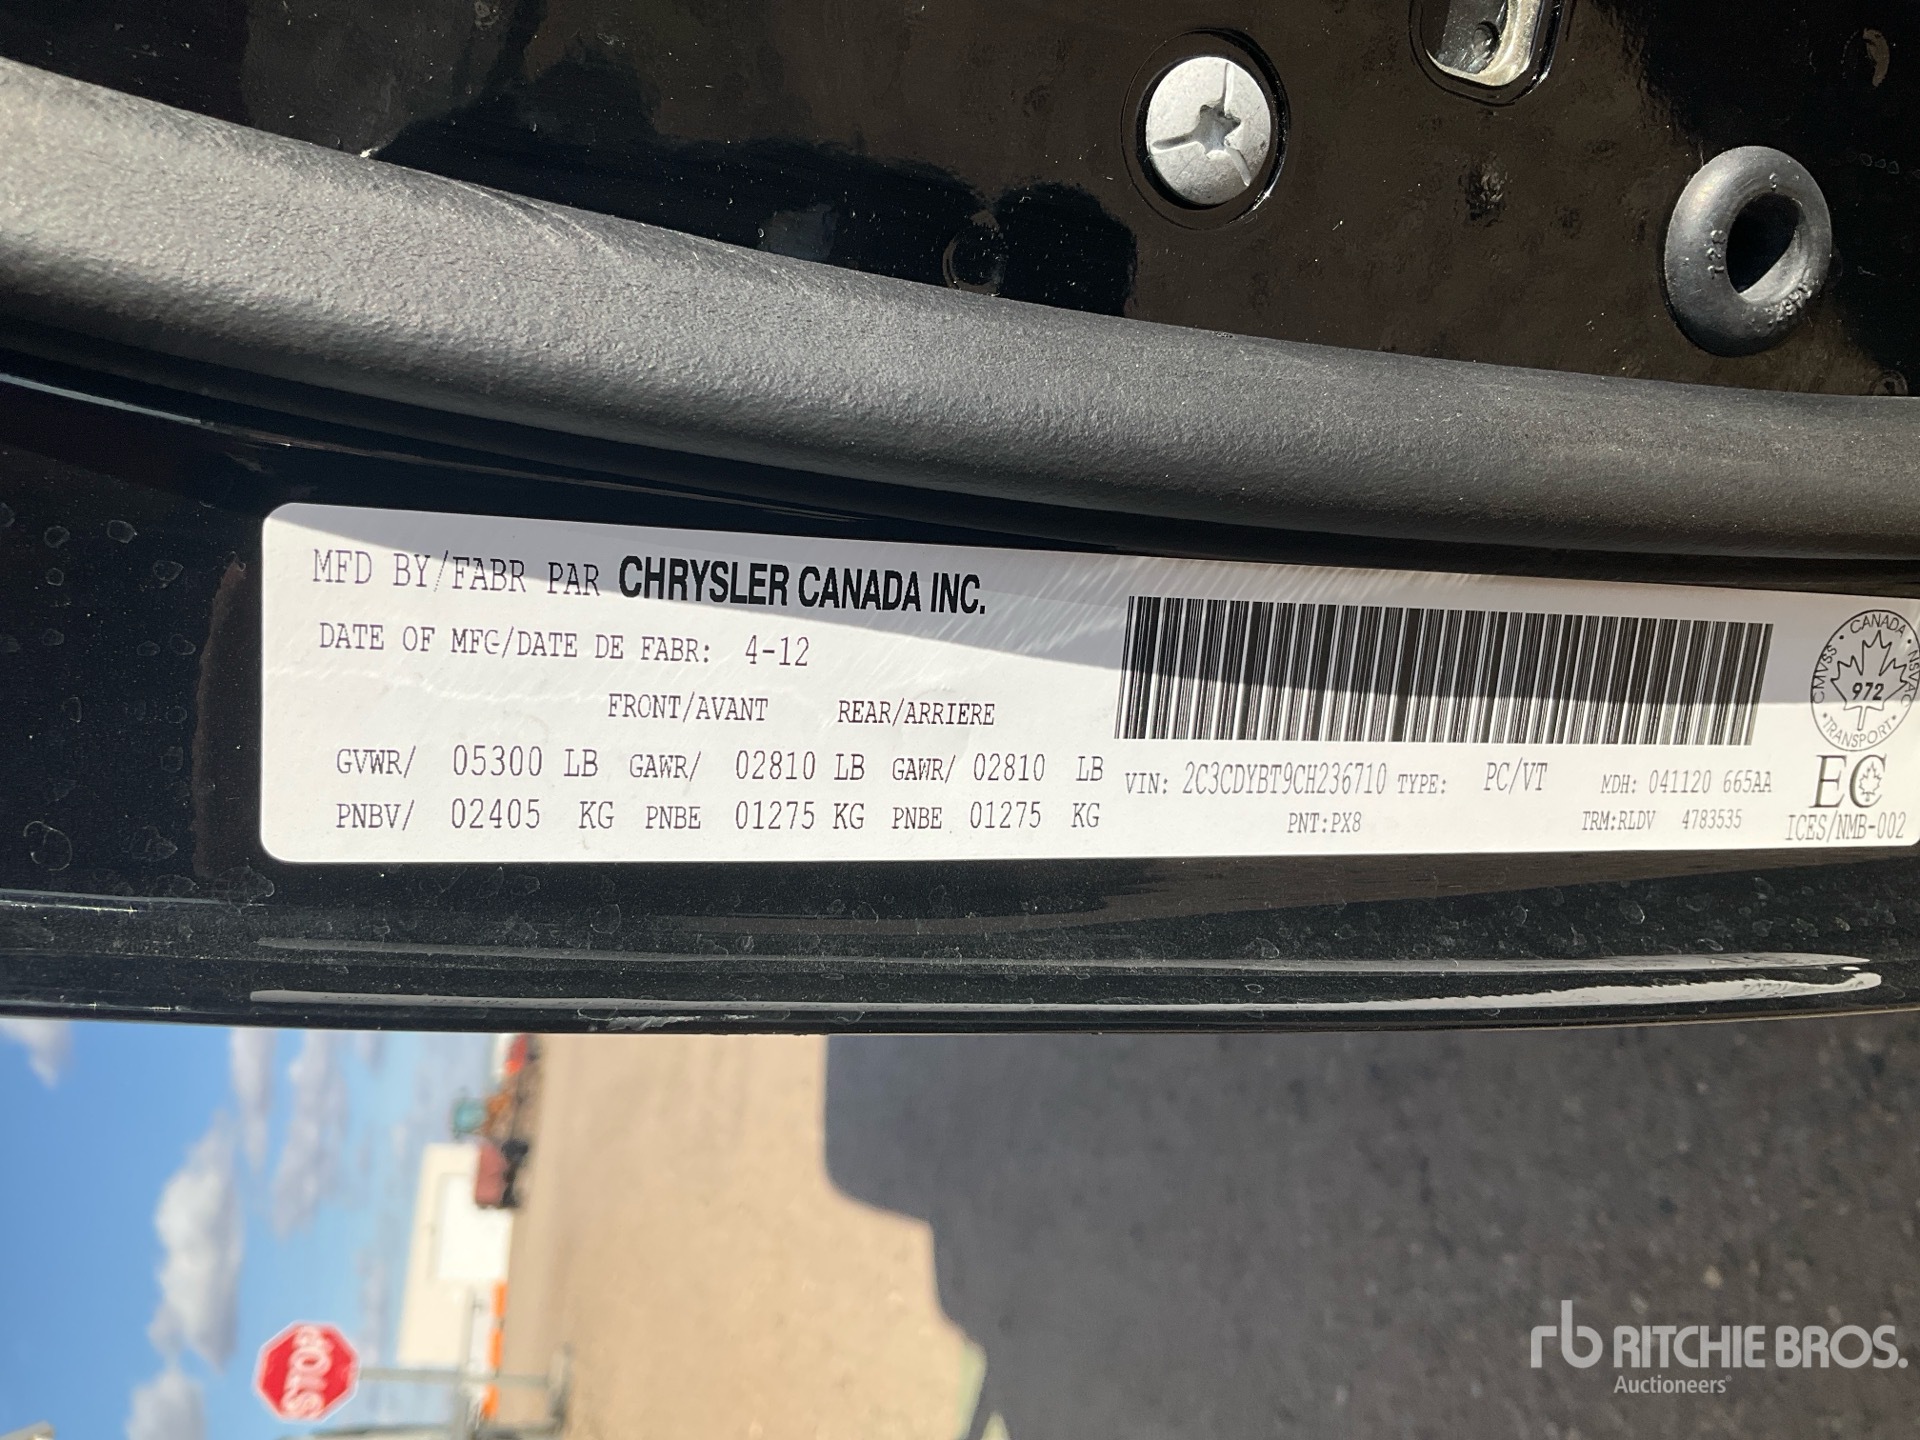 MFD BY/FABR PAR CHRYSLER CANADA INC.
DATE OF MFG/DATE DE FABR: 4-12
FRONT/AVANT REAR/ARRIERE
GVWR/ 05300 LB GAWR/ 02810 LB GAWR/ 02810 LB
PNBV/ 02405 KG PNBE 01275 KG PNBE 01275 KG
VIN: 2C3CDYBT9CH236710 TYPE: PC/VT MDH: 041120 665AA
PNT:PX8 TRM:RLDV 4783535
CANADA
CMVSS NSVAC
972
TRANSPORT
EC
ICES/NMB-002
STOP
rb RITCHIE BROS.
Auctioneers